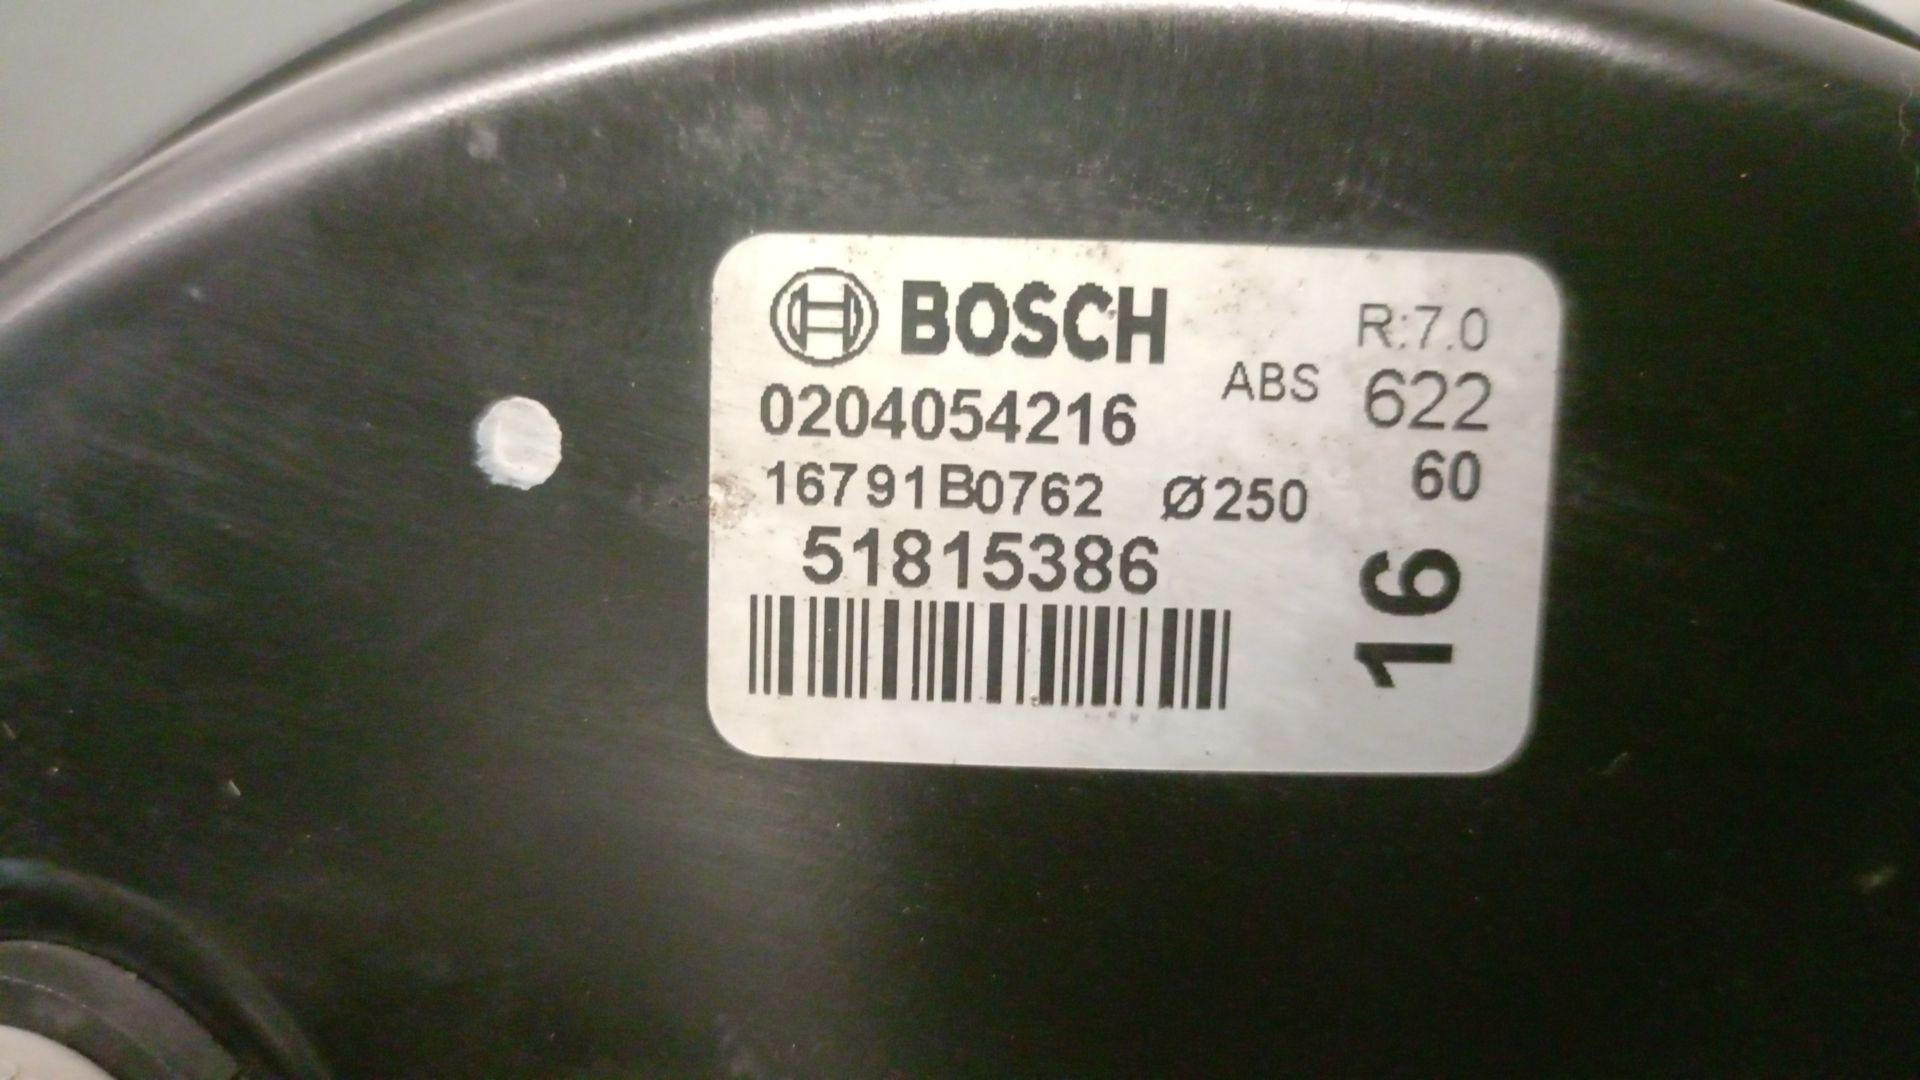 BOSCH
R:7.0
0204054216
ABS 622
16791B0762 Ø250
60
51815386
16